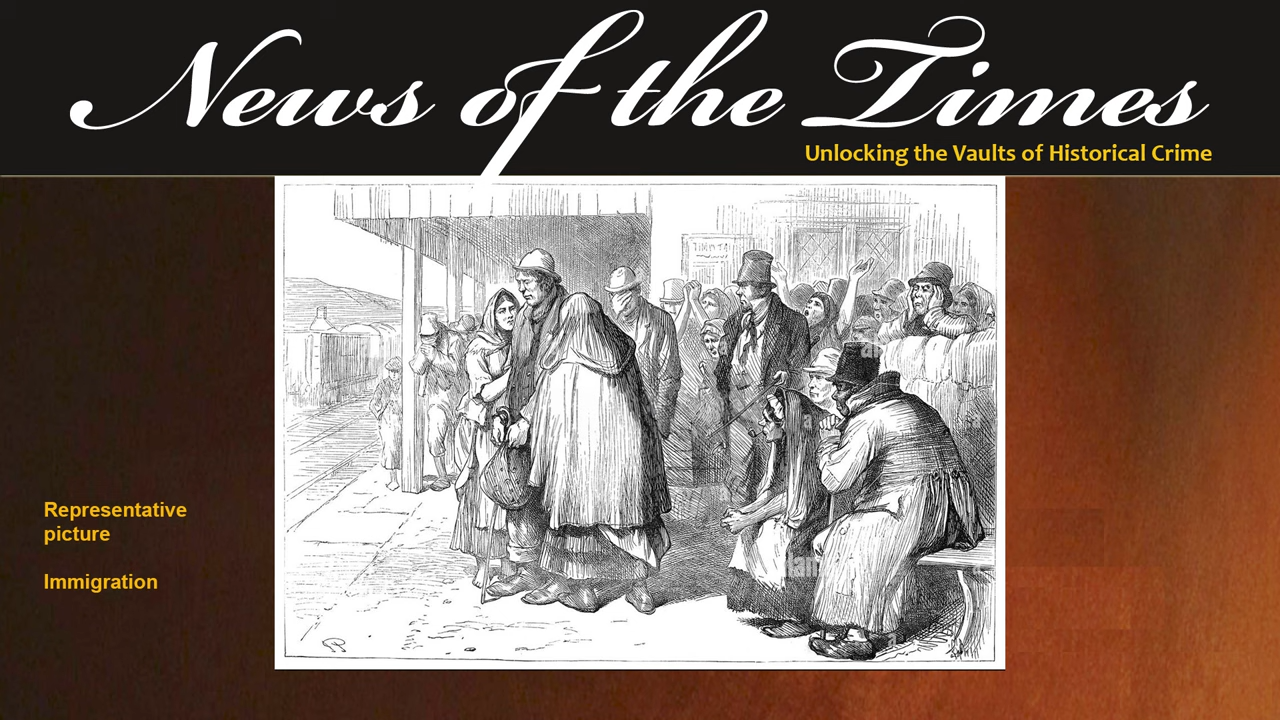 News of the Times
Unlocking the Vaults of Historical Crime
Representative
picture
Immigration